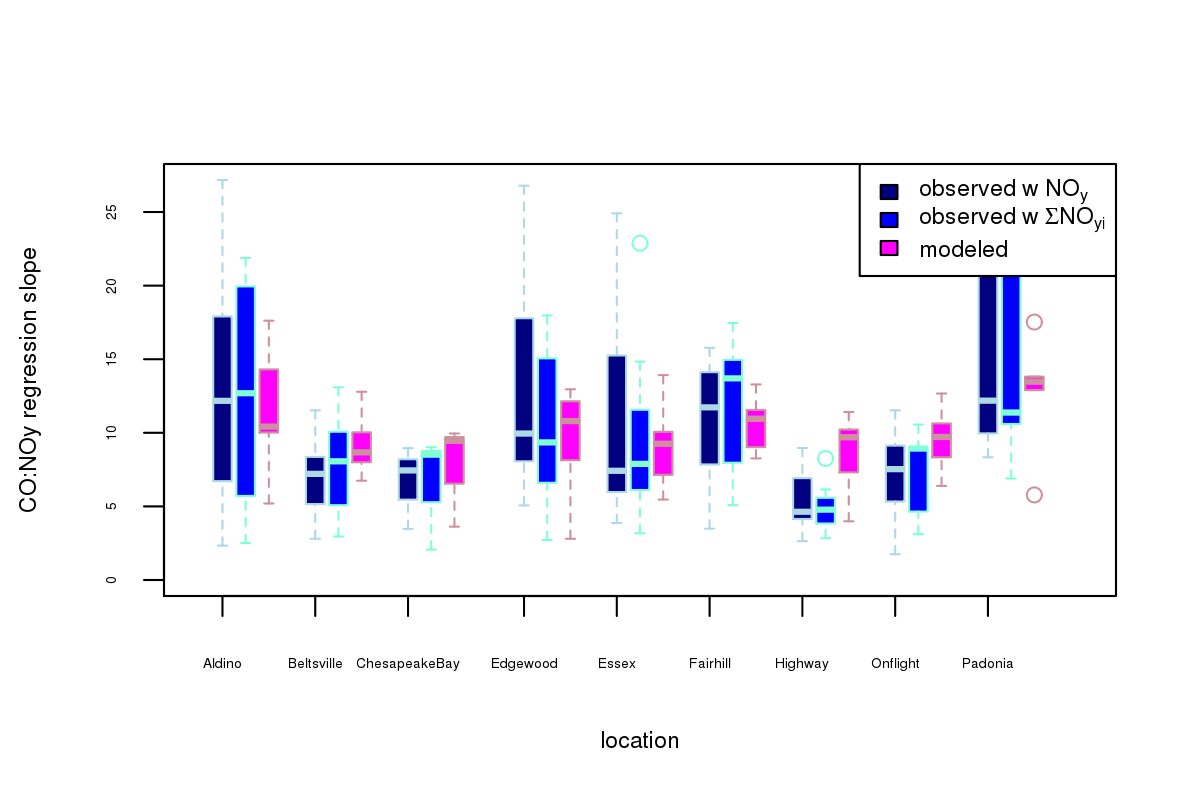 observed w NOy
observed w ΣNOyi
modeled
CO:NOy regression slope
25
20
15
10
5
0
Aldino Beltsville ChesapeakeBay Edgewood Essex Fairhill Highway Onflight Padonia
location